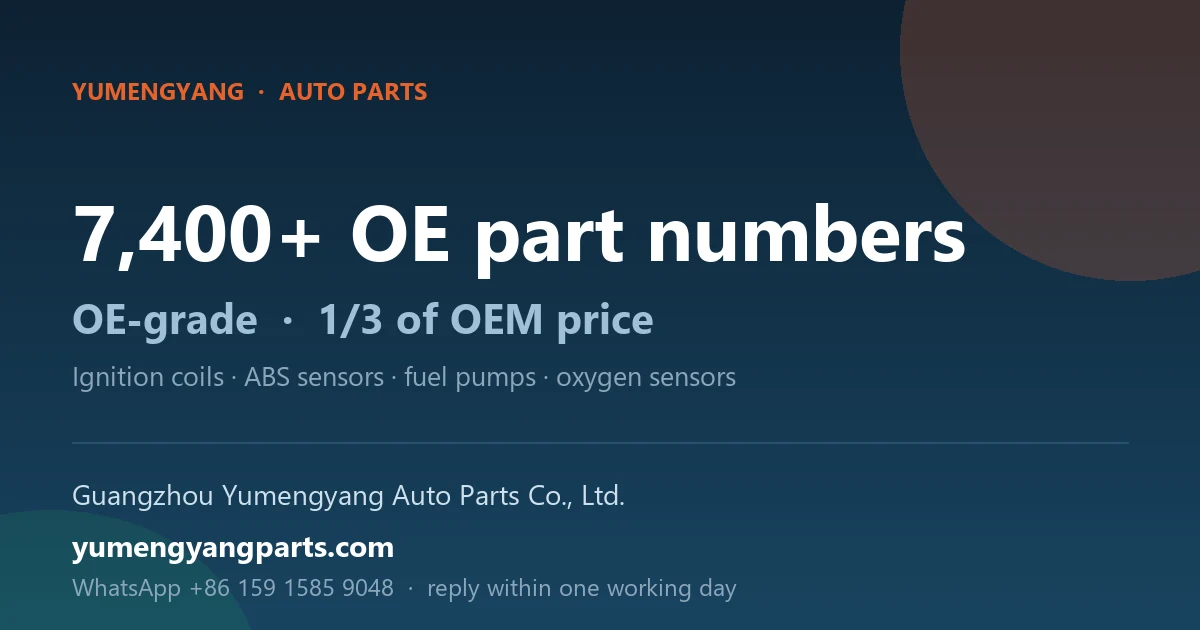 YUMENGYANG · AUTO PARTS
7,400+ OE part numbers
OE-grade · 1/3 of OEM price
Ignition coils · ABS sensors · fuel pumps · oxygen sensors
Guangzhou Yumengyang Auto Parts Co., Ltd.
yumengyangparts.com
WhatsApp +86 159 1585 9048 · reply within one working day